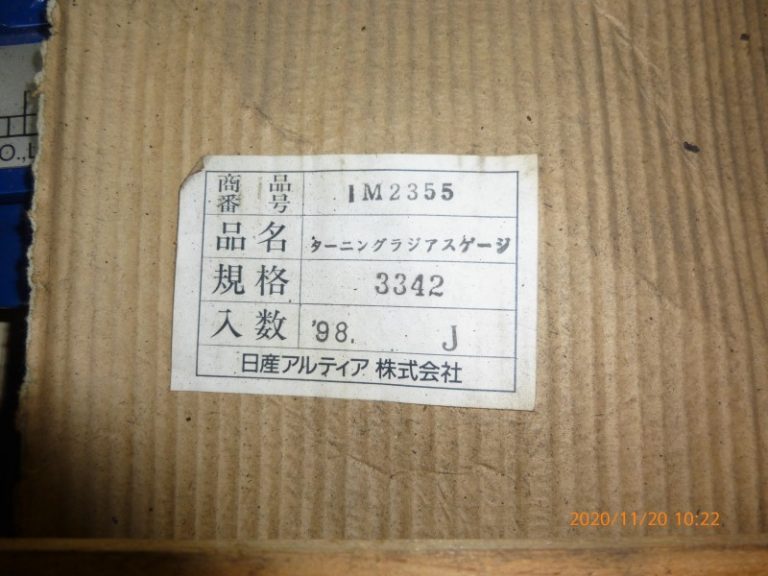 O.,L
商品番号 1M2355
品名 ターニングラジアスゲージ
規格 3342
入数 '98. J
日産アルティア株式会社
2020/11/20 10:22